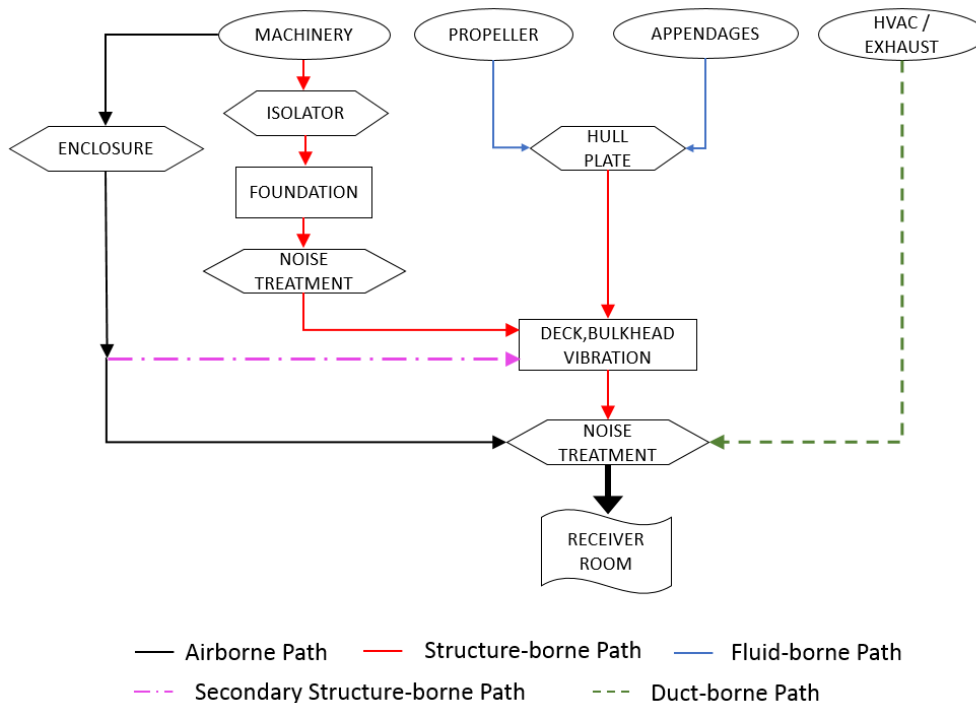 MACHINERY
PROPELLER
APPENDAGES
HVAC /
EXHAUST
ISOLATOR
ENCLOSURE
HULL
PLATE
FOUNDATION
NOISE
TREATMENT
DECK,BULKHEAD
VIBRATION
NOISE
TREATMENT
RECEIVER
ROOM
Airborne Path
Structure-borne Path
Fluid-borne Path
Secondary Structure-borne Path
Duct-borne Path